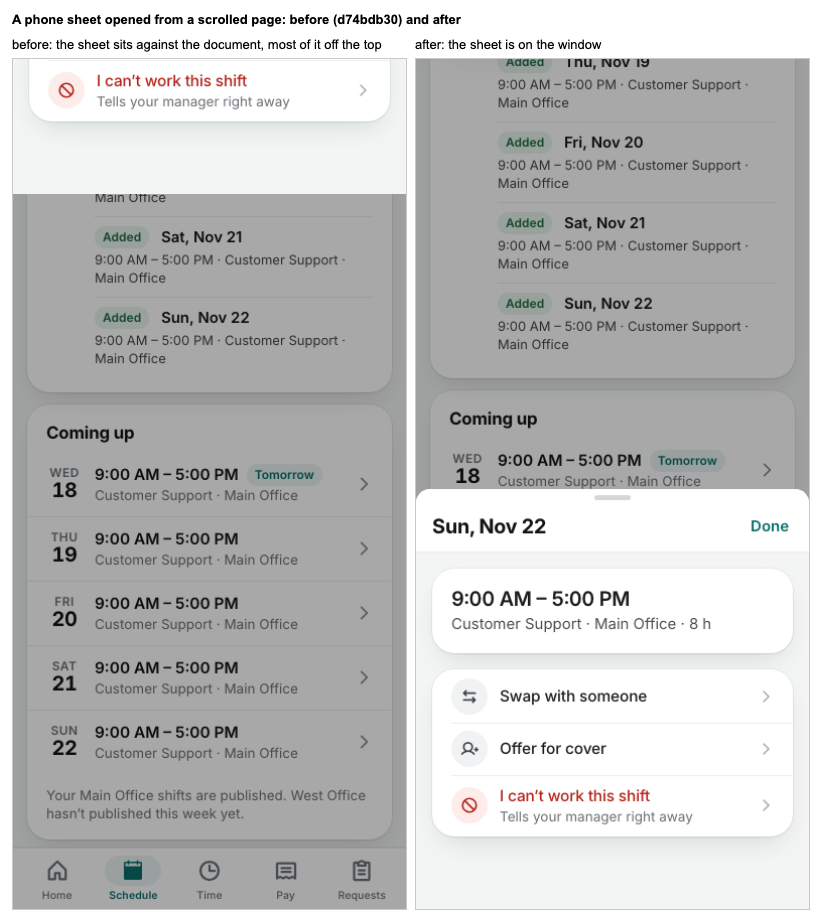 A phone sheet opened from a scrolled page: before (d74bdb30) and after
before: the sheet sits against the document, most of it off the top
I can’t work this shift
Tells your manager right away
Main Office
Added Sat, Nov 21
9:00 AM – 5:00 PM · Customer Support ·
Main Office
Added Sun, Nov 22
9:00 AM – 5:00 PM · Customer Support ·
Main Office
Coming up
WED
18
9:00 AM – 5:00 PM Tomorrow
Customer Support · Main Office
THU
19
9:00 AM – 5:00 PM
Customer Support · Main Office
FRI
20
9:00 AM – 5:00 PM
Customer Support · Main Office
SAT
21
9:00 AM – 5:00 PM
Customer Support · Main Office
SUN
22
9:00 AM – 5:00 PM
Customer Support · Main Office
Your Main Office shifts are published. West Office
hasn’t published this week yet.
Home Schedule Time Pay Requests
after: the sheet is on the window
Added Thu, Nov 19
9:00 AM – 5:00 PM · Customer Support ·
Main Office
Added Fri, Nov 20
9:00 AM – 5:00 PM · Customer Support ·
Main Office
Added Sat, Nov 21
9:00 AM – 5:00 PM · Customer Support ·
Main Office
Added Sun, Nov 22
9:00 AM – 5:00 PM · Customer Support ·
Main Office
Coming up
WED
18
9:00 AM – 5:00 PM Tomorrow
Customer Support · Main Office
Sun, Nov 22 Done
9:00 AM – 5:00 PM
Customer Support · Main Office · 8 h
Swap with someone
Offer for cover
I can’t work this shift
Tells your manager right away